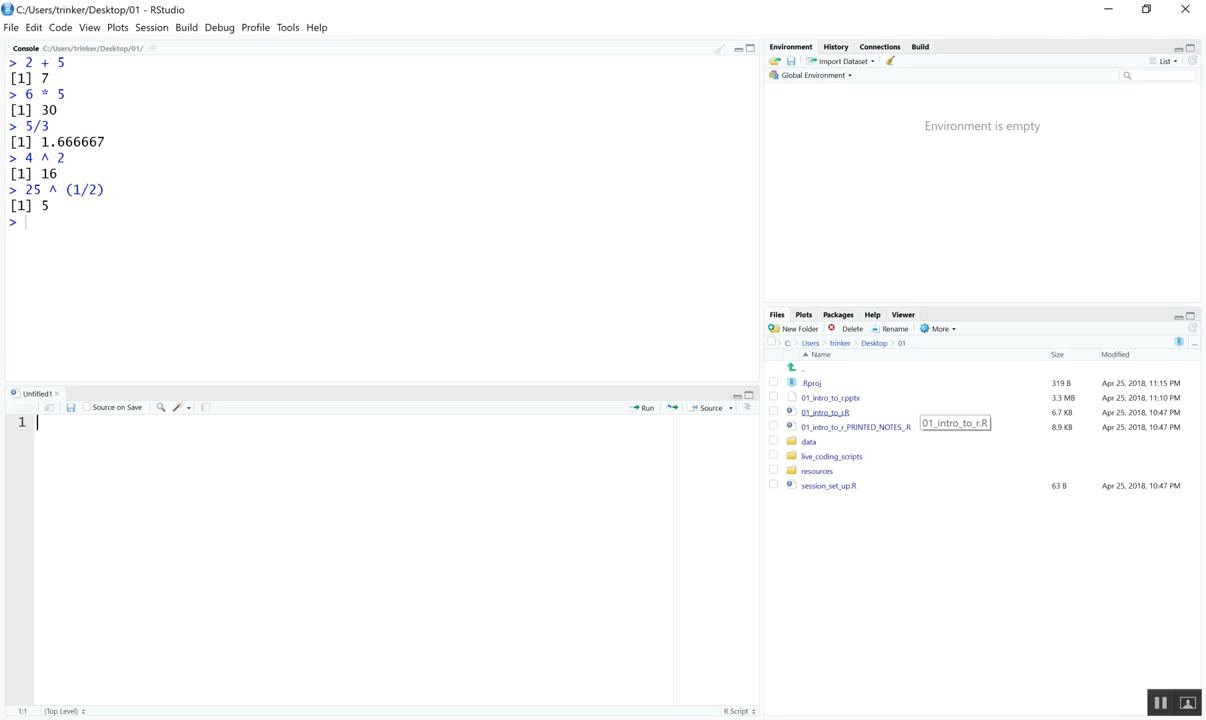 C:/Users/trinker/Desktop/01 - RStudio
File Edit Code View Plots Session Build Debug Profile Tools Help
Console C:/Users/trinker/Desktop/01/
> 2 + 5
[1] 7
> 6 * 5
[1] 30
> 5/3
[1] 1.666667
> 4 ^ 2
[1] 16
> 25 ^ (1/2)
[1] 5
>
Untitled1
Source on Save Run Source
1
1:1 (Top Level) R Script
Environment History Connections Build
Import Dataset List
Global Environment
Environment is empty
Files Plots Packages Help Viewer
New Folder Delete Rename More
C: Users trinker Desktop 01 ...
Name Size Modified
..
.Rproj 319 B Apr 25, 2018, 11:15 PM
01_intro_to_r.pptx 3.3 MB Apr 25, 2018, 11:10 PM
01_intro_to_r.R 6.7 KB Apr 25, 2018, 10:47 PM
01_intro_to_r.R
01_intro_to_r_PRINTED_NOTES_.R 8.9 KB Apr 25, 2018, 10:47 PM
data
live_coding_scripts
resources
session_set_up.R 63 B Apr 25, 2018, 10:47 PM